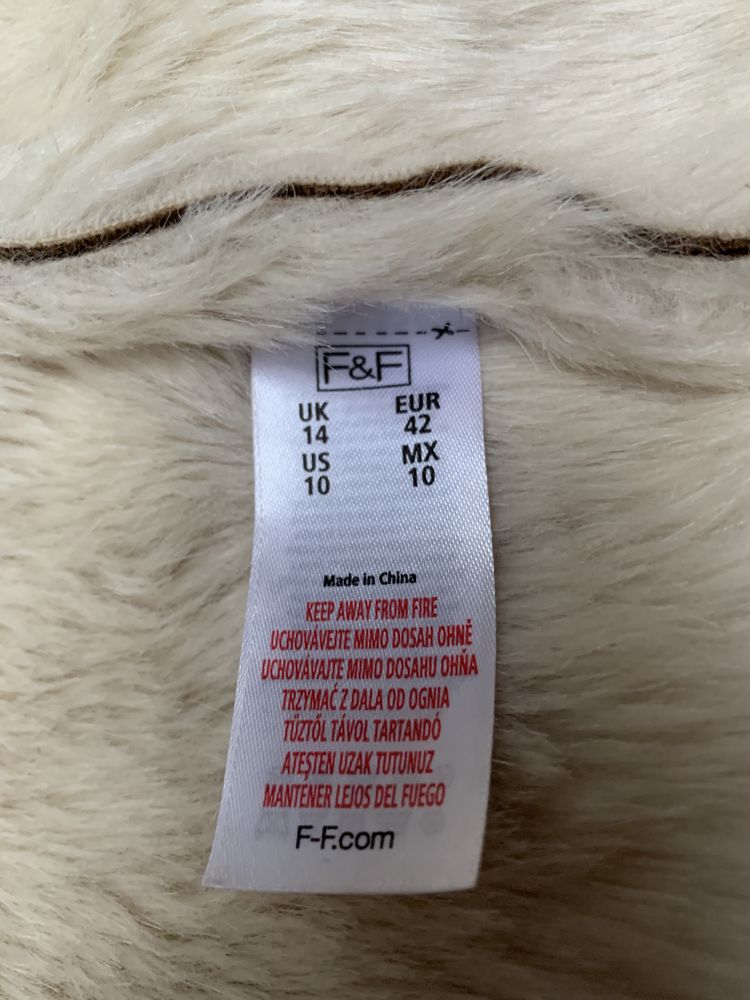 F&F
UK EUR
14 42
US MX
10 10
Made in China
KEEP AWAY FROM FIRE
UCHOVÁVEJTE MIMO DOSAH OHNĚ
UCHOVÁVAJTE MIMO DOSAHU OHŇA
TRZYMAĆ Z DALA OD OGNIA
TŰZTŐL TÁVOL TARTANDÓ
ATEŞTEN UZAK TUTUNUZ
MANTENER LEJOS DEL FUEGO
F-F.com